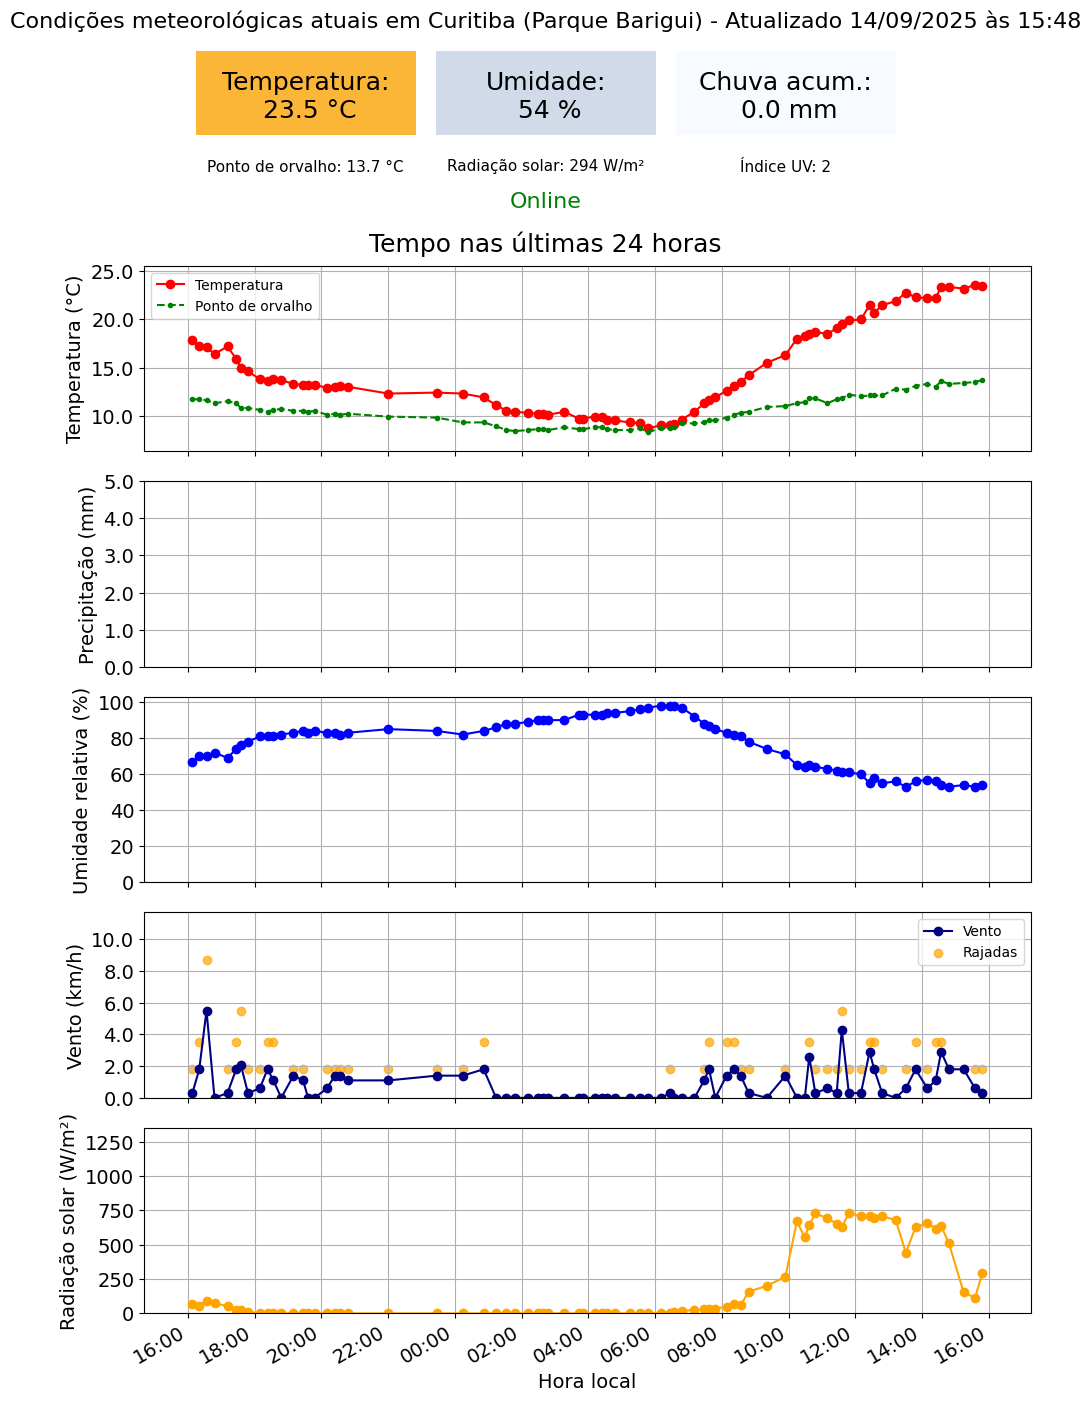 Condições meteorológicas atuais em Curitiba (Parque Barigui) - Atualizado 14/09/2025 às 15:48
Temperatura:
23.5 °C
Umidade:
54 %
Chuva acum.:
0.0 mm
Ponto de orvalho: 13.7 °C
Radiação solar: 294 W/m²
Índice UV: 2
Online
Tempo nas últimas 24 horas
Temperatura (°C)
25.0
20.0
15.0
10.0
Temperatura
Ponto de orvalho
Precipitação (mm)
5.0
4.0
3.0
2.0
1.0
0.0
Umidade relativa (%)
100
80
60
40
20
0
Vento (km/h)
10.0
8.0
6.0
4.0
2.0
0.0
Vento
Rajadas
Radiação solar (W/m²)
1250
1000
750
500
250
0
16:00
18:00
20:00
22:00
00:00
02:00
04:00
06:00
08:00
10:00
12:00
14:00
16:00
Hora local